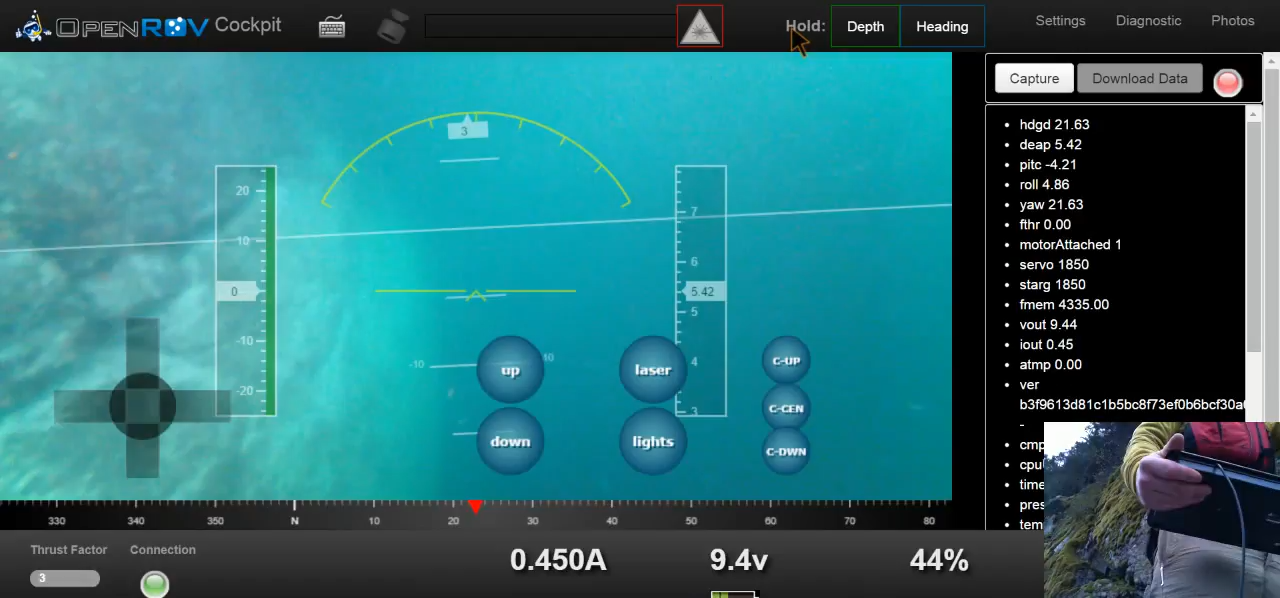 OPENROV Cockpit
Hold: Depth Heading
Settings Diagnostic Photos
Capture Download Data
3
20
10
0
-10
-20
7
6
5.42
5
4
3
-10 10
up
down
laser
lights
C-UP
C-CEN
C-DWN
hdgd 21.63
deap 5.42
pitc -4.21
roll 4.86
yaw 21.63
fthr 0.00
motorAttached 1
servo 1850
starg 1850
fmem 4335.00
vout 9.44
iout 0.45
atmp 0.00
ver
-
330 340 350 N 10 20 30 40 50 60 70 80
Thrust Factor Connection
3
0.450A 9.4v 44%